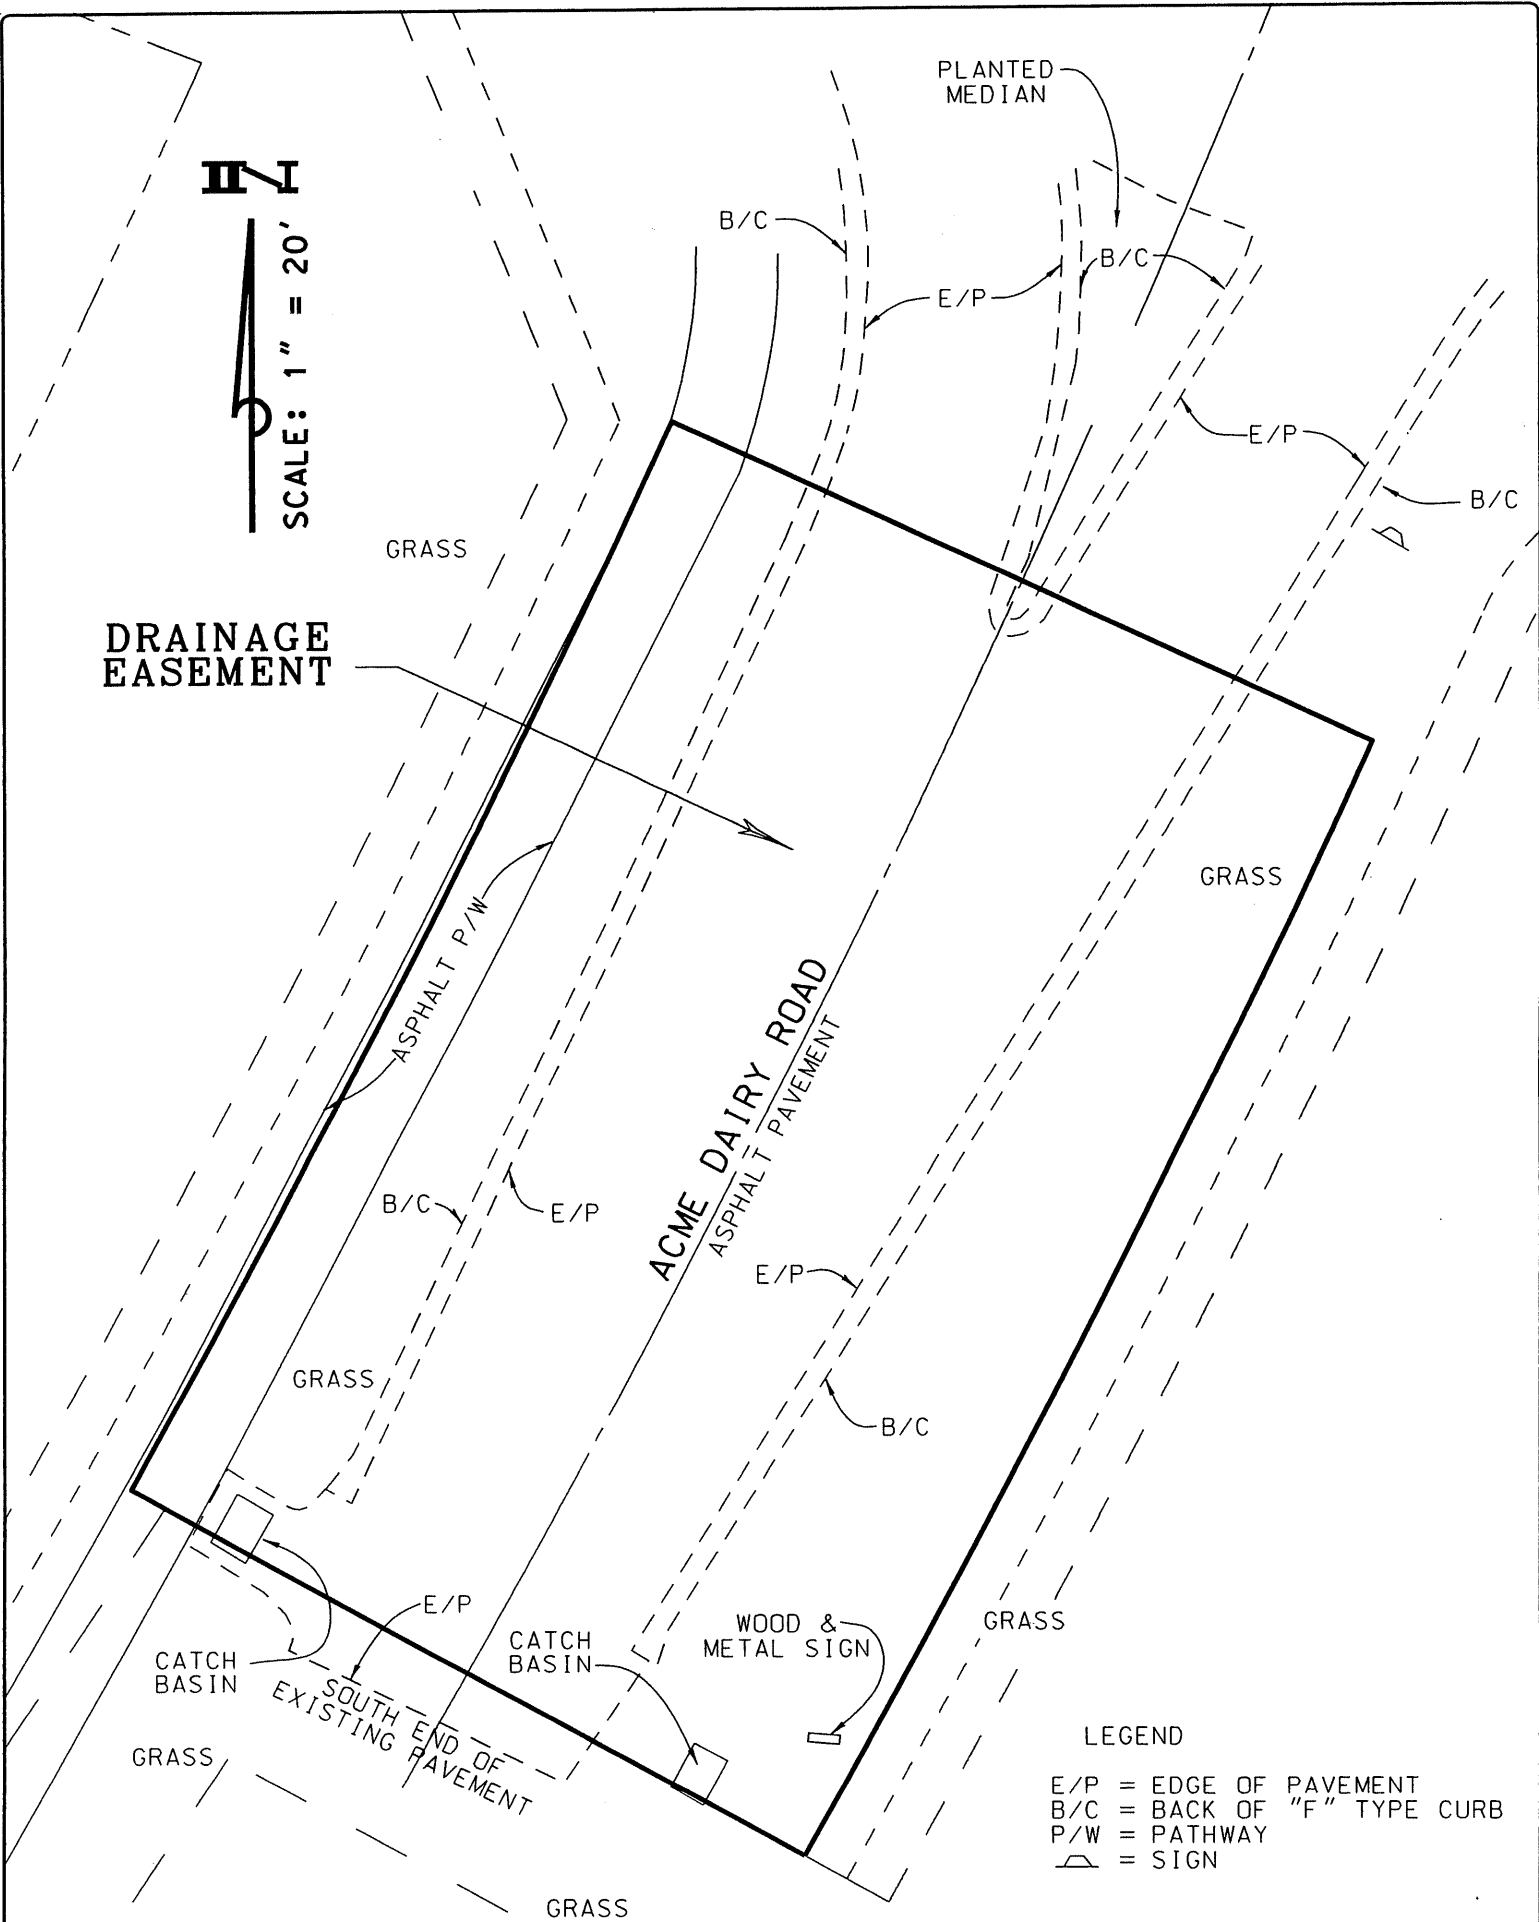 PLANTED
MEDIAN
N
SCALE: 1" = 20'
B/C
B/C
E/P
E/P
B/C
GRASS
DRAINAGE
EASEMENT
GRASS
ASPHALT P/W
ACME DAIRY ROAD
ASPHALT PAVEMENT
B/C
E/P
E/P
GRASS
B/C
E/P
CATCH
BASIN
CATCH
BASIN
WOOD &
METAL SIGN
GRASS
SOUTH END OF
EXISTING PAVEMENT
GRASS
GRASS
LEGEND
E/P = EDGE OF PAVEMENT
B/C = BACK OF "F" TYPE CURB
P/W = PATHWAY
= SIGN